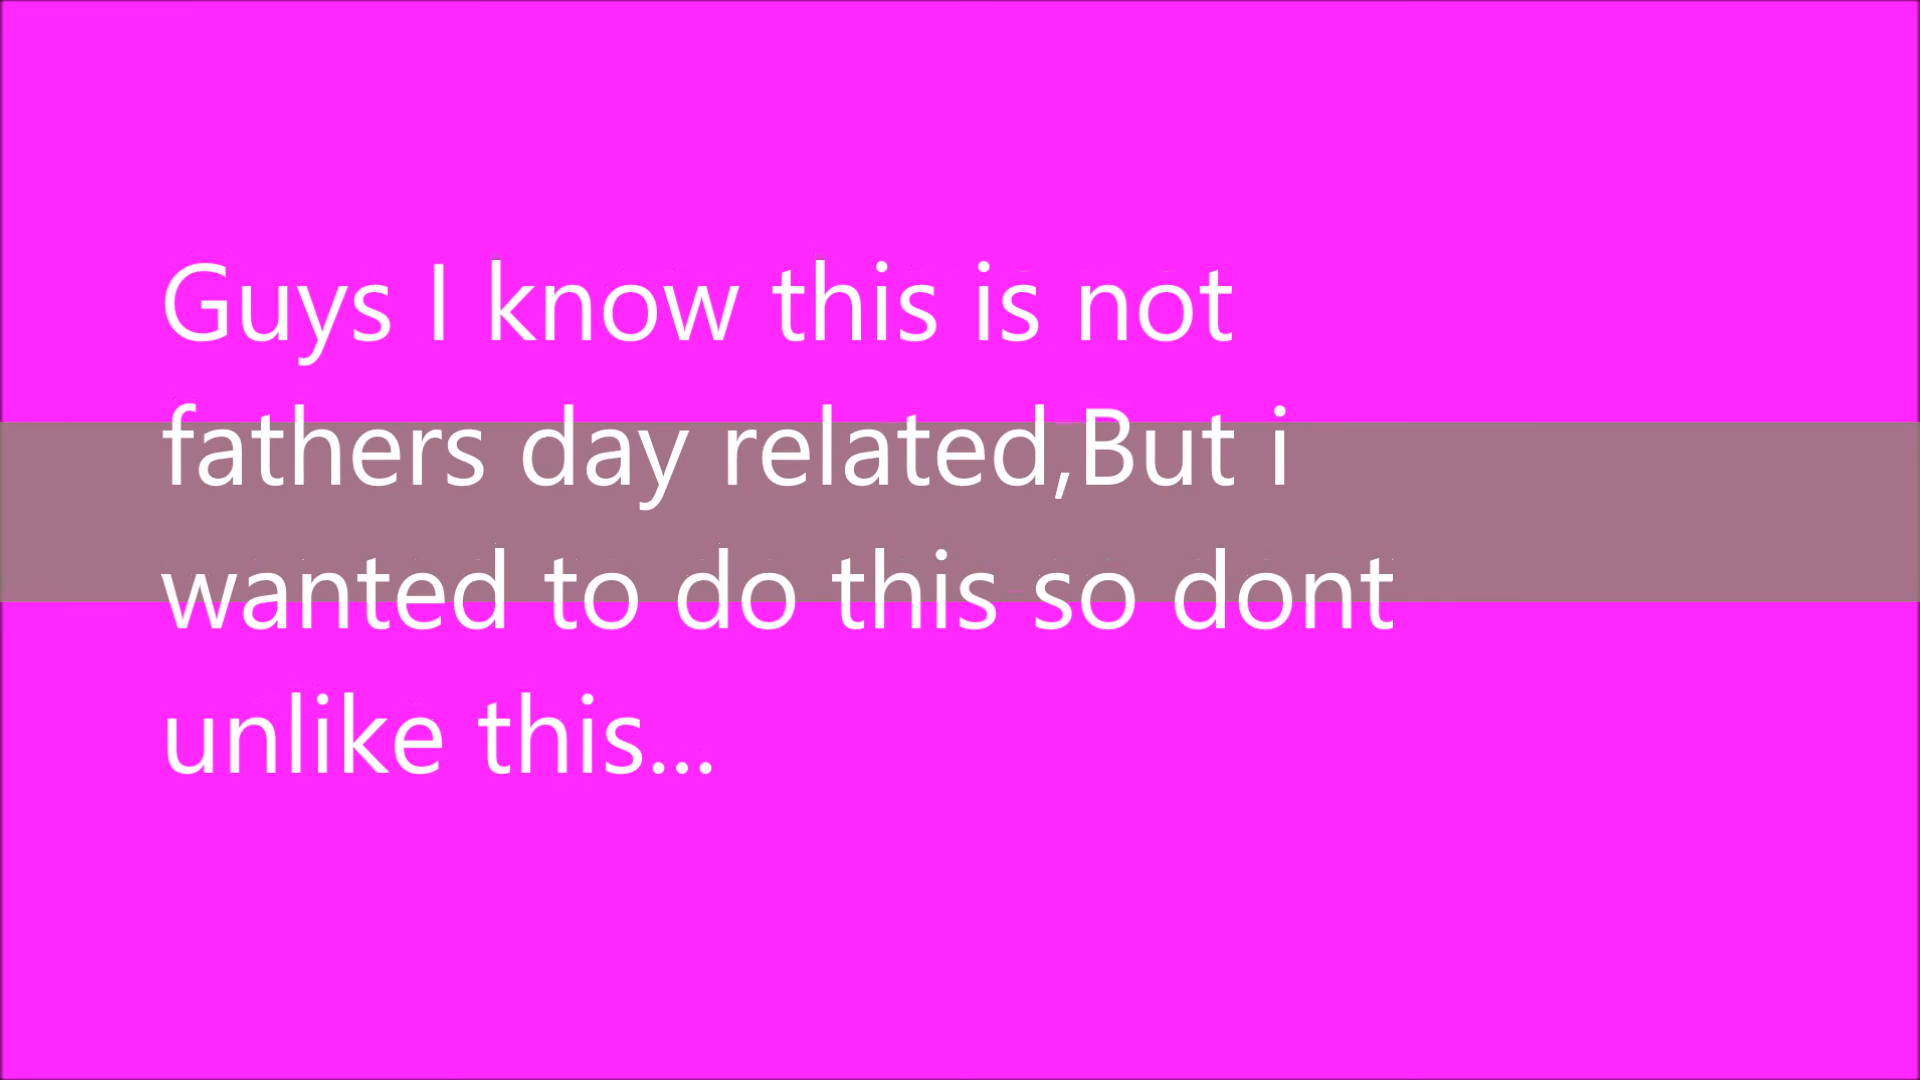 Guys I know this is not
fathers day related,But i
wanted to do this so dont
unlike this...